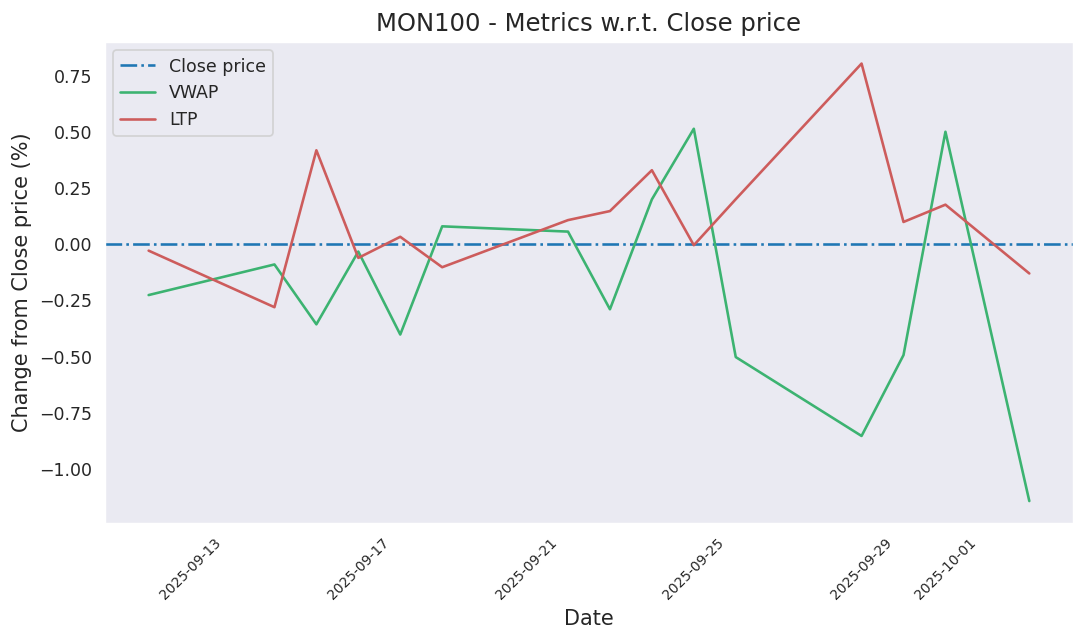 MON100 - Metrics w.r.t. Close price
Close price
VWAP
LTP
Change from Close price (%)
0.75
0.50
0.25
0.00
−0.25
−0.50
−0.75
−1.00
2025-09-13
2025-09-17
2025-09-21
2025-09-25
2025-09-29
2025-10-01
Date